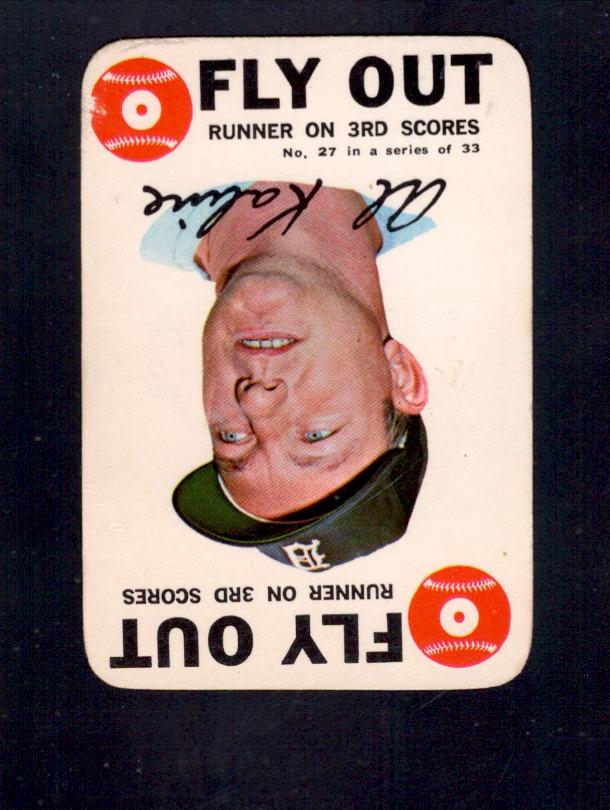 FLY OUT
RUNNER ON 3RD SCORES
No. 27 in a series of 33
Al Kaline
D
RUNNER ON 3RD SCORES
FLY OUT